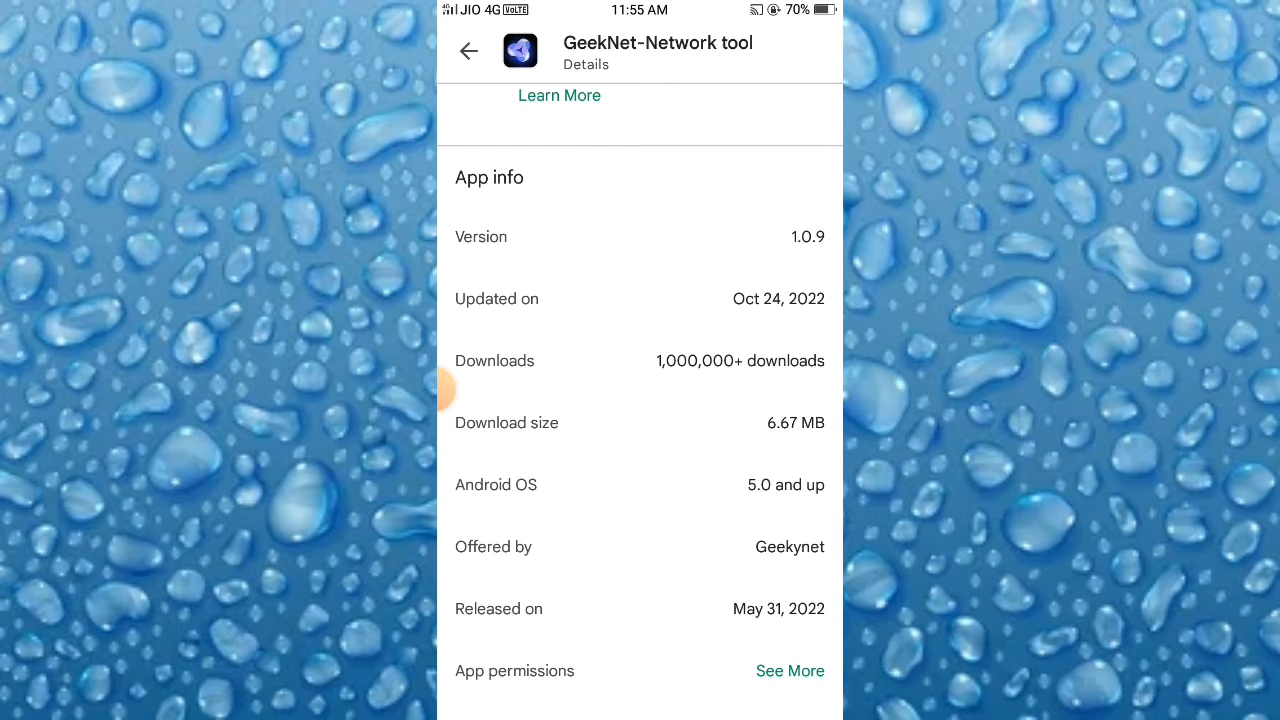 4G JIO 4G VOLTE 11:55 AM 70%
GeekNet-Network tool
Details
Learn More
App info
Version 1.0.9
Updated on Oct 24, 2022
Downloads 1,000,000+ downloads
Download size 6.67 MB
Android OS 5.0 and up
Offered by Geekynet
Released on May 31, 2022
App permissions See More